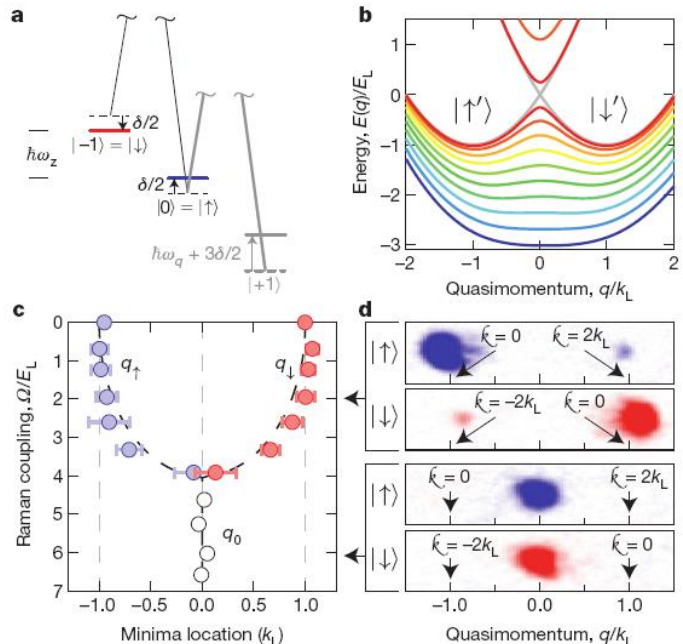 a
δ/2
|−1⟩ = |↓⟩
ħω_z
δ/2
|0⟩ = |↑⟩
ħω_q + 3δ/2
|+1⟩
b
Energy, E(q)/E_L
1
0
−1
−2
−3
|↑′⟩
|↓′⟩
−2
−1
0
1
2
Quasimomentum, q/k_L
c
Raman coupling, Ω/E_L
0
1
2
3
4
5
6
7
q_↑
q_↓
q_0
−1.0
−0.5
0.0
0.5
1.0
Minima location (k_L)
d
|↑⟩
k = 0
k = 2k_L
|↓⟩
k = −2k_L
k = 0
|↑⟩
k = 0
k = 2k_L
|↓⟩
k = −2k_L
k = 0
−1.0
0.0
1.0
Quasimomentum, q/k_L